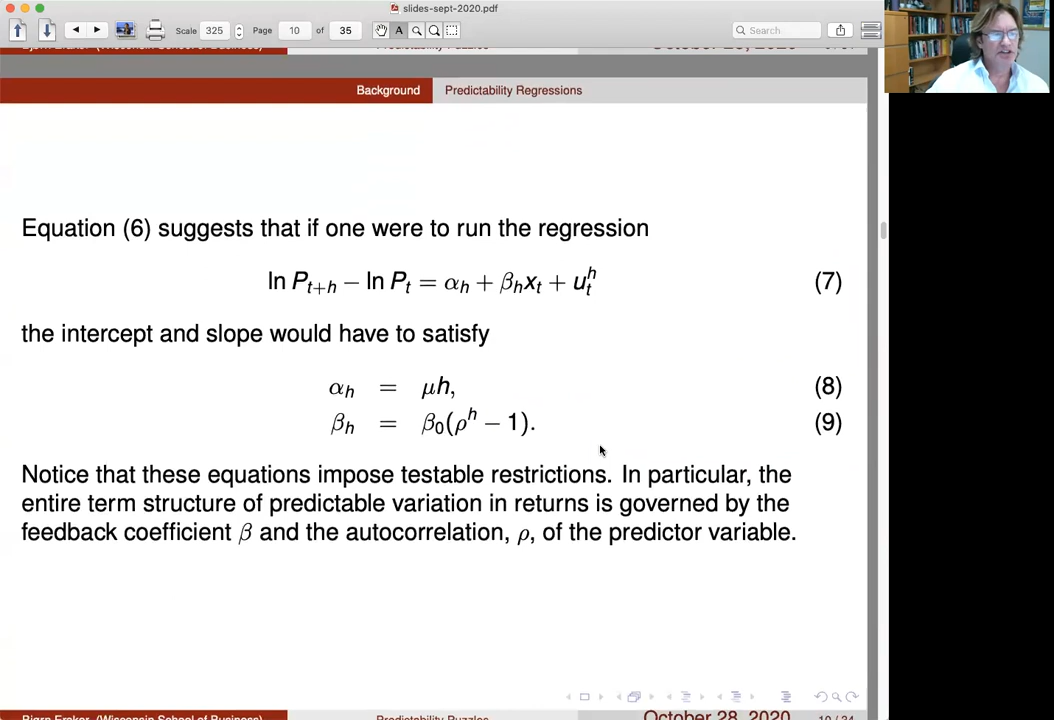 slides-sept-2020.pdf
Scale 325 Page 10 of 35 Search
Background Predictability Regressions
Equation (6) suggests that if one were to run the regression
ln P_{t+h} − ln P_t = α_h + β_h x_t + u_t^h (7)
the intercept and slope would have to satisfy
α_h = μh, (8)
β_h = β_0(ρ^h − 1). (9)
Notice that these equations impose testable restrictions. In particular, the
entire term structure of predictable variation in returns is governed by the
feedback coefficient β and the autocorrelation, ρ, of the predictor variable.
(Wisconsin School of Business) Predictability Puzzles October 28, 2020 10 / 34